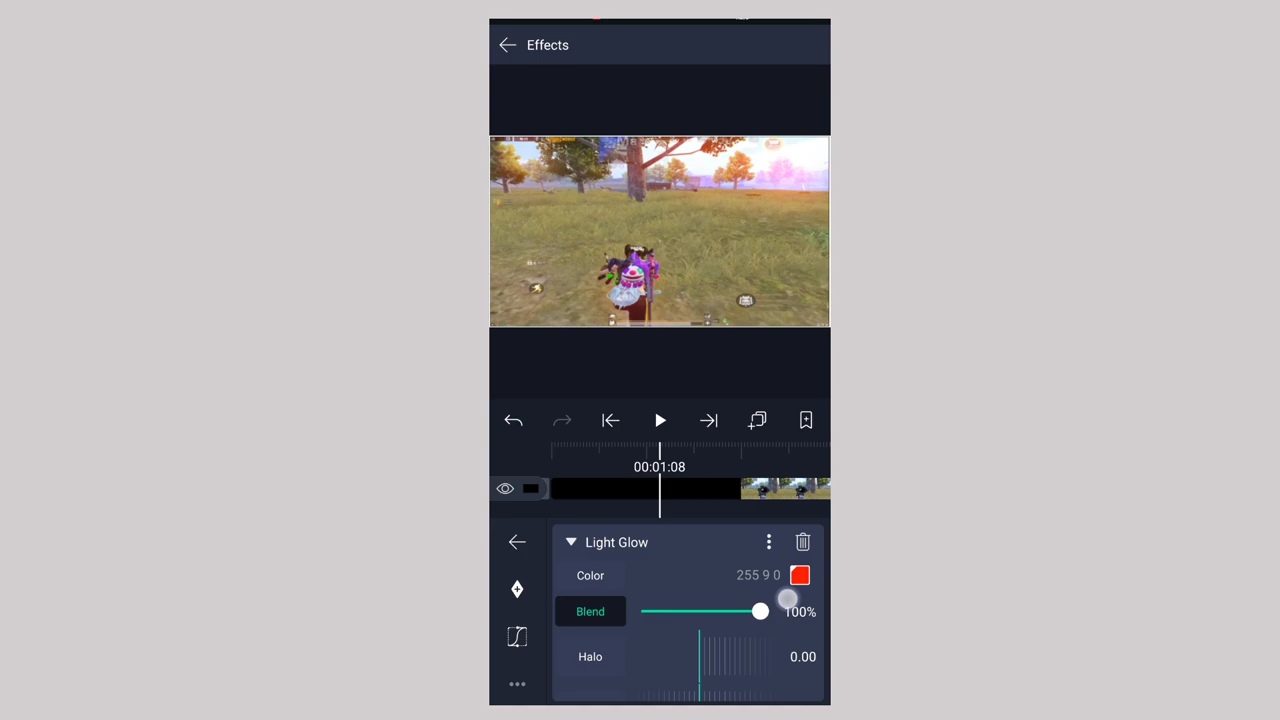 Effects
00:01:08
Light Glow
Color 255 9 0
Blend 100%
Halo 0.00